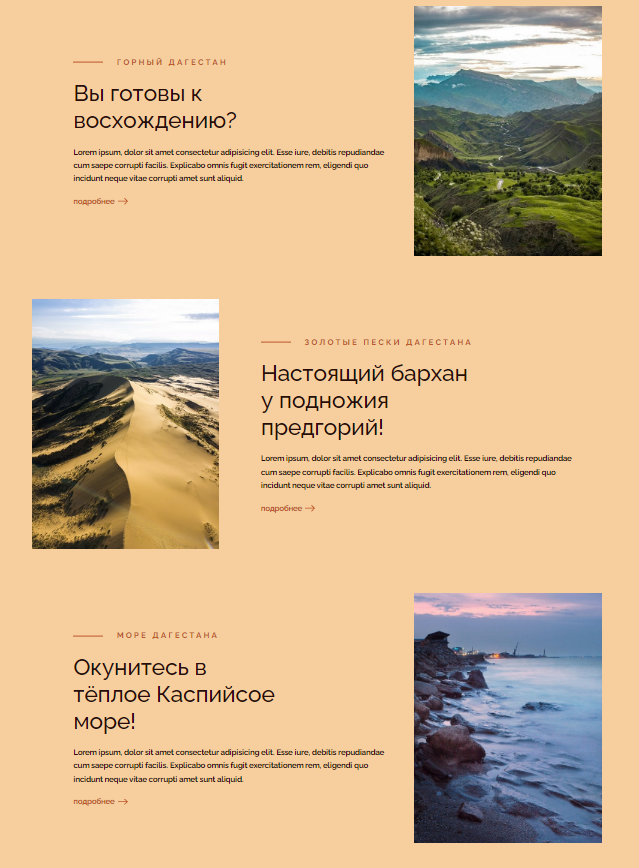 ГОРНЫЙ ДАГЕСТАН
Вы готовы к
восхождению?
Lorem ipsum, dolor sit amet consectetur adipisicing elit. Esse iure, debitis repudiandae
cum saepe corrupti facilis. Explicabo omnis fugit exercitationem rem, eligendi quo
incidunt neque vitae corrupti amet sunt aliquid.
подробнее
ЗОЛОТЫЕ ПЕСКИ ДАГЕСТАНА
Настоящий бархан
у подножия
предгорий!
Lorem ipsum, dolor sit amet consectetur adipisicing elit. Esse iure, debitis repudiandae
cum saepe corrupti facilis. Explicabo omnis fugit exercitationem rem, eligendi quo
incidunt neque vitae corrupti amet sunt aliquid.
подробнее
МОРЕ ДАГЕСТАНА
Окунитесь в
тёплое Каспийсое
море!
Lorem ipsum, dolor sit amet consectetur adipisicing elit. Esse iure, debitis repudiandae
cum saepe corrupti facilis. Explicabo omnis fugit exercitationem rem, eligendi quo
incidunt neque vitae corrupti amet sunt aliquid.
подробнее